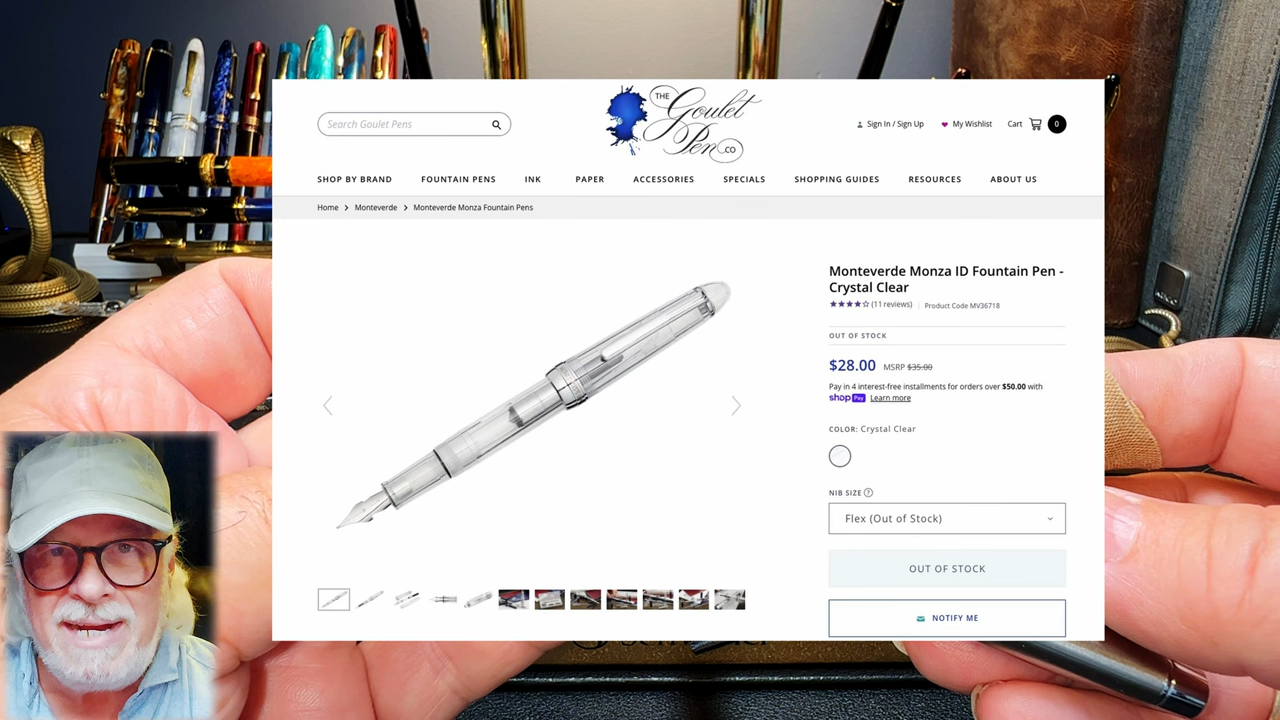 THE
Goulet
Pen
CO
Search Goulet Pens
Sign In / Sign Up
My Wishlist
Cart
0
SHOP BY BRAND
FOUNTAIN PENS
INK
PAPER
ACCESSORIES
SPECIALS
SHOPPING GUIDES
RESOURCES
ABOUT US
Home > Monteverde > Monteverde Monza Fountain Pens
Monteverde Monza ID Fountain Pen -
Crystal Clear
(11 reviews) | Product Code MV36718
OUT OF STOCK
$28.00 MSRP $35.00
Pay in 4 interest-free installments for orders over $50.00 with
shop Pay Learn more
COLOR: Crystal Clear
NIB SIZE ?
Flex (Out of Stock)
OUT OF STOCK
NOTIFY ME